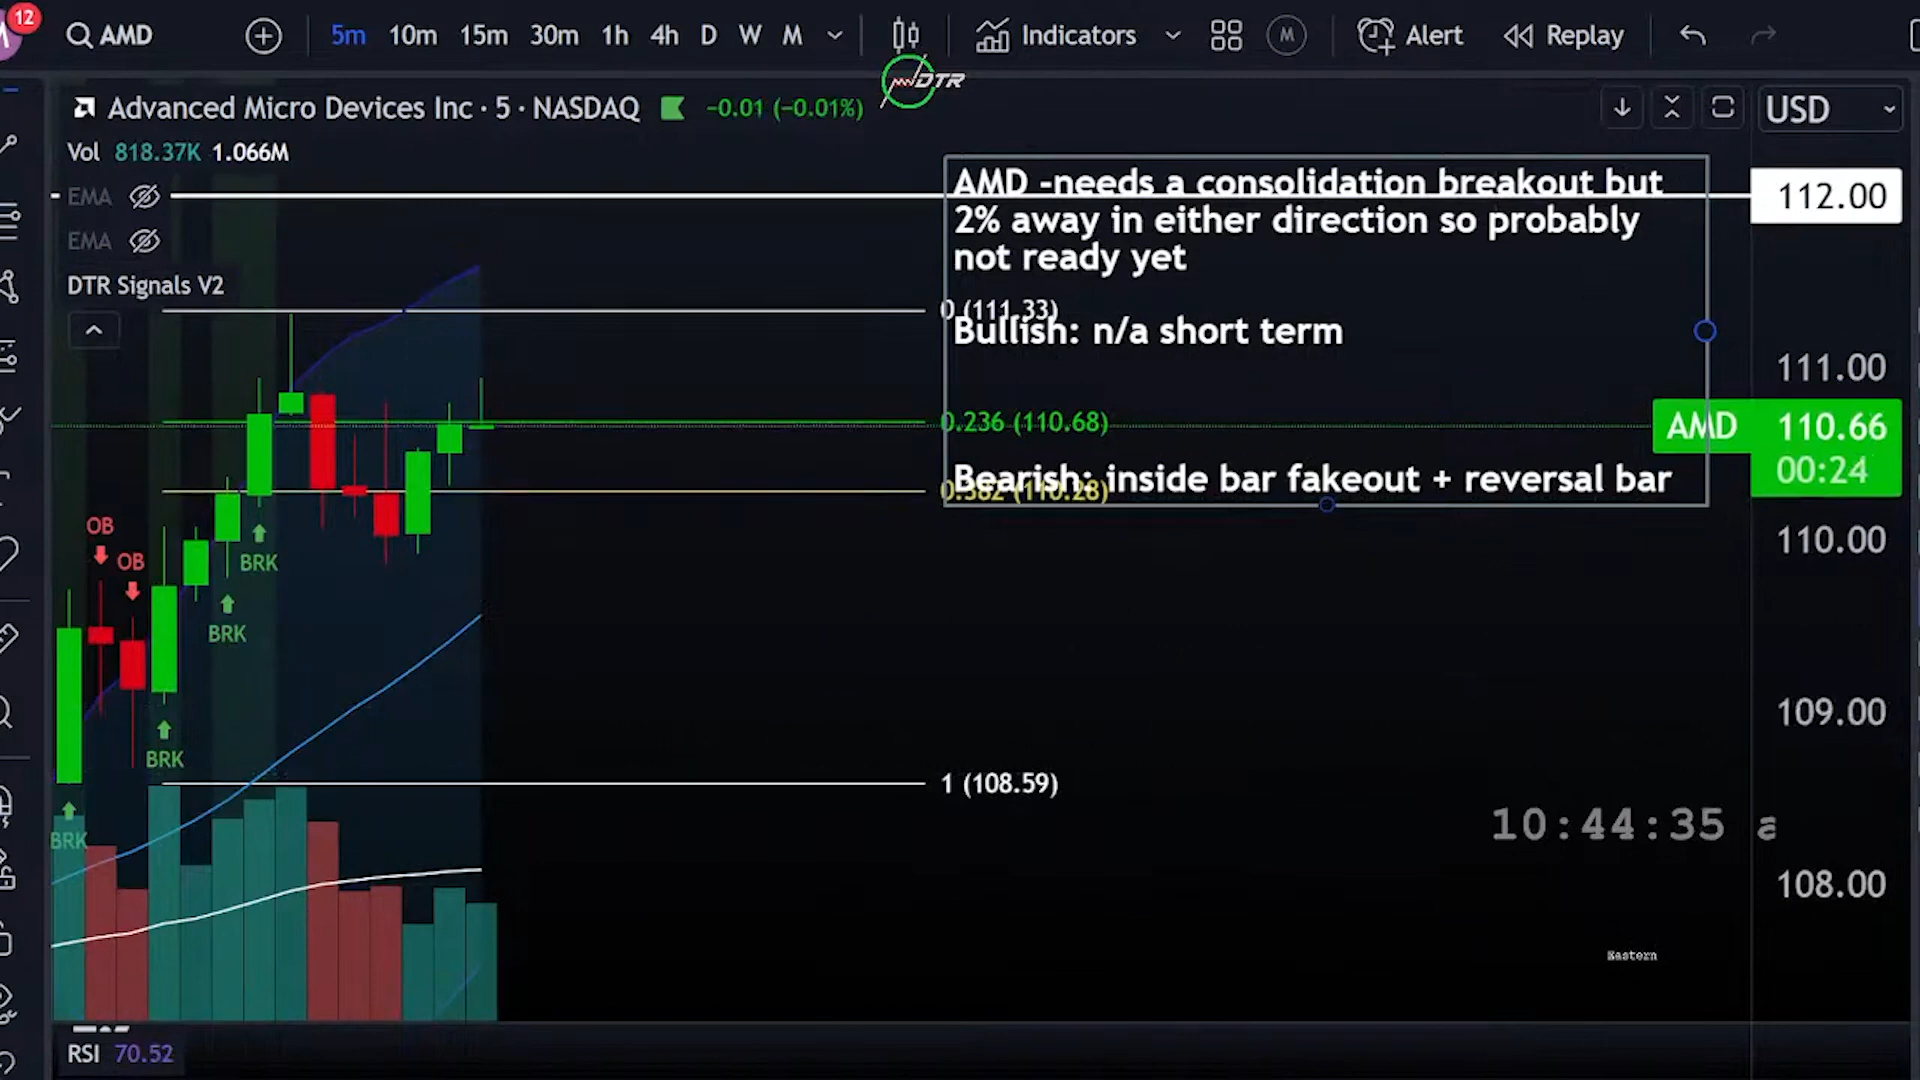 12
AMD
5m 10m 15m 30m 1h 4h D W M
Indicators
M
Alert
Replay
DTR
Advanced Micro Devices Inc · 5 · NASDAQ
−0.01 (−0.01%)
USD
Vol 818.37K 1.066M
EMA
EMA
DTR Signals V2
AMD -needs a consolidation breakout but
2% away in either direction so probably
not ready yet
Bullish: n/a short term
Bearish: inside bar fakeout + reversal bar
0 (111.33)
0.236 (110.68)
0.382 (110.28)
1 (108.59)
112.00
111.00
AMD 110.66
00:24
110.00
109.00
108.00
OB
OB
BRK
BRK
BRK
BRK
10:44:35 a
Eastern
RSI 70.52